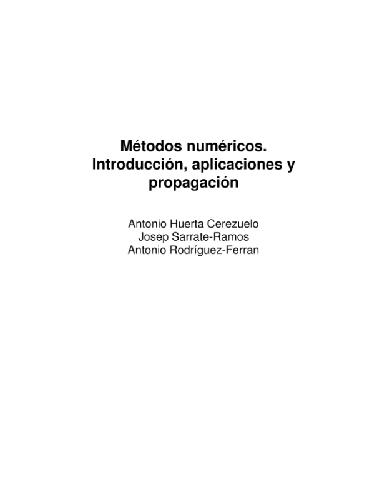 Métodos numéricos.
Introducción, aplicaciones y
propagación
Antonio Huerta Cerezuelo
Josep Sarrate-Ramos
Antonio Rodríguez-Ferran